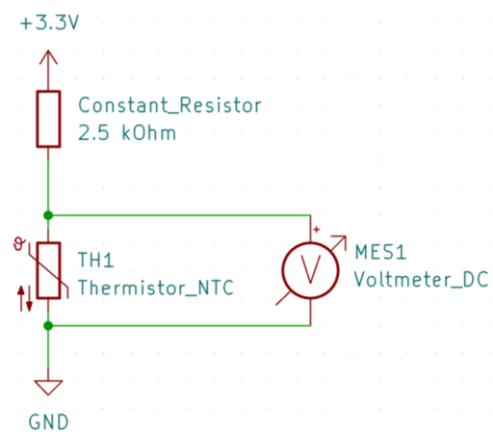 +3.3V
Constant_Resistor
2.5 kOhm
ϑ
+
V
MES1
Voltmeter_DC
TH1
Thermistor_NTC
GND